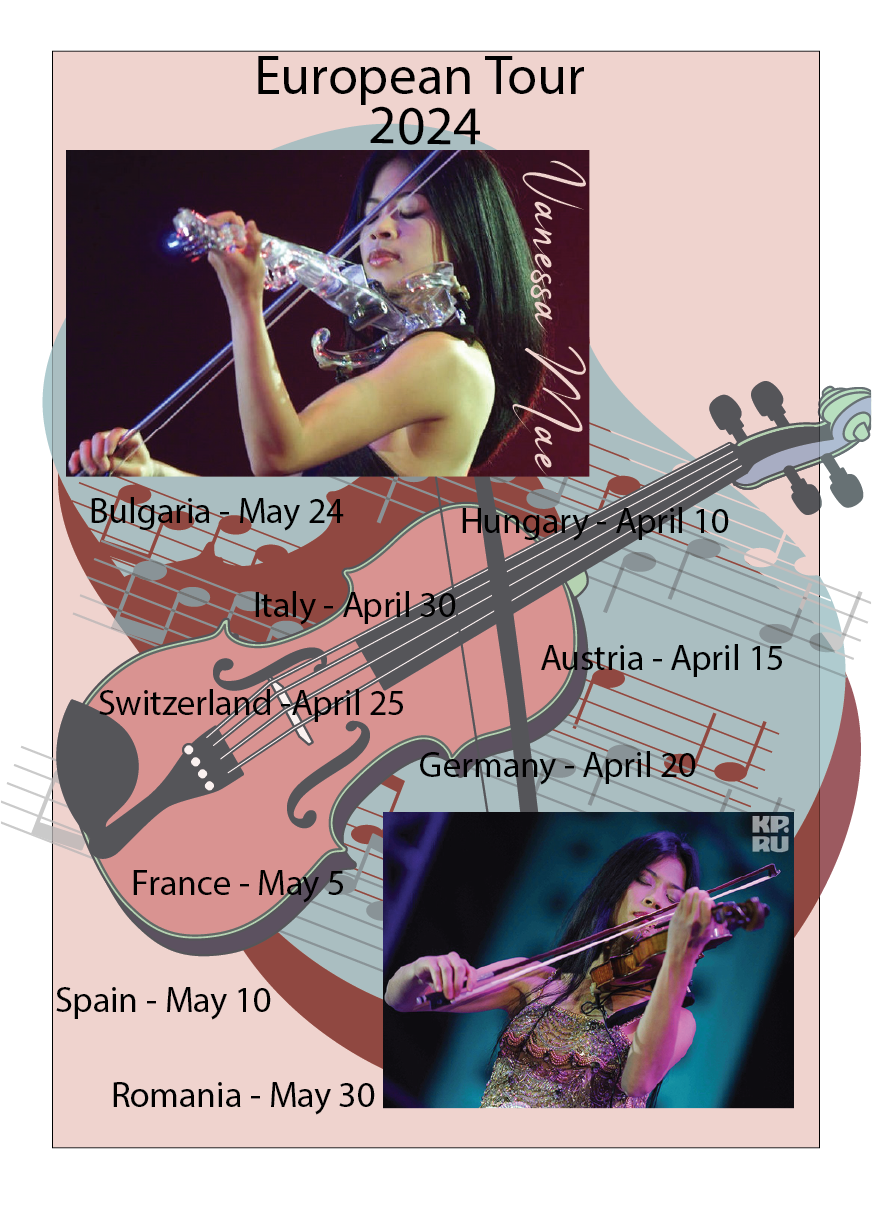 European Tour
2024
Vanessa Mae
Bulgaria - May 24
Hungary - April 10
Italy - April 30
Austria - April 15
Switzerland -April 25
Germany - April 20
KP.
RU
France - May 5
Spain - May 10
Romania - May 30